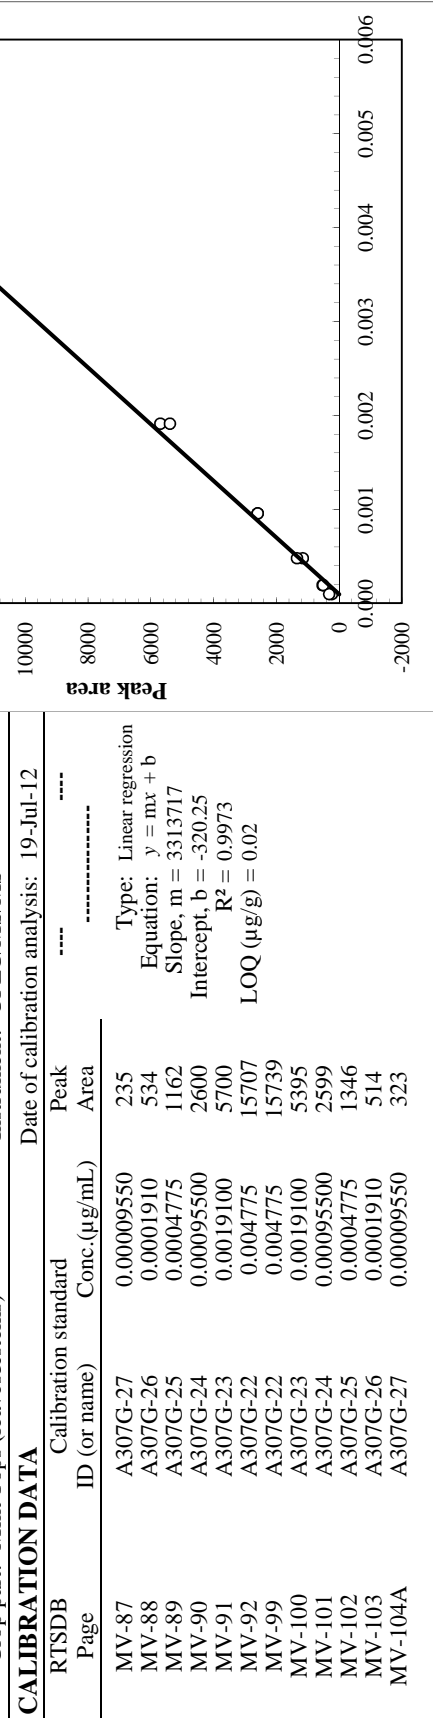 CALIBRATION DATA
Date of calibration analysis: 19-Jul-12
RTSDB Calibration standard Peak ---- ----
Page ID (or name) Conc.(µg/mL) Area ----------------
MV-87 A307G-27 0.00009550 235 Type: Linear regression
MV-88 A307G-26 0.0001910 534 Equation: y = mx + b
MV-89 A307G-25 0.0004775 1162 Slope, m = 3313717
MV-90 A307G-24 0.00095500 2600 Intercept, b = -320.25
MV-91 A307G-23 0.0019100 5700 R² = 0.9973
MV-92 A307G-22 0.004775 15707 LOQ (µg/g) = 0.02
MV-99 A307G-22 0.004775 15739
MV-100 A307G-23 0.0019100 5395
MV-101 A307G-24 0.00095500 2599
MV-102 A307G-25 0.0004775 1346
MV-103 A307G-26 0.0001910 514
MV-104A A307G-27 0.00009550 323
Peak area
10000
8000
6000
4000
2000
0
-2000
0.000 0.001 0.002 0.003 0.004 0.005 0.006